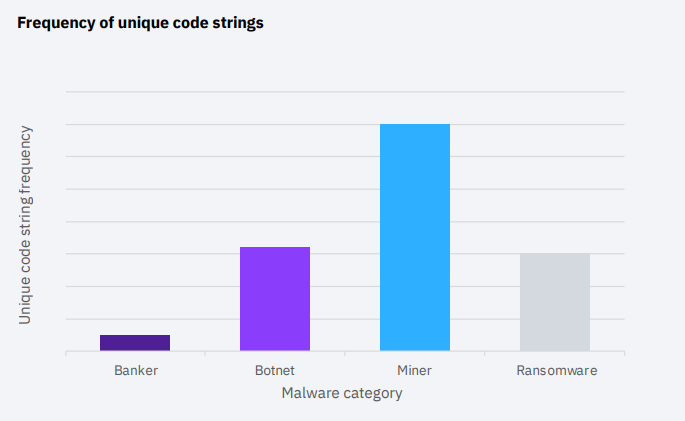 Frequency of unique code strings
Unique code string frequency
Banker
Botnet
Miner
Ransomware
Malware category